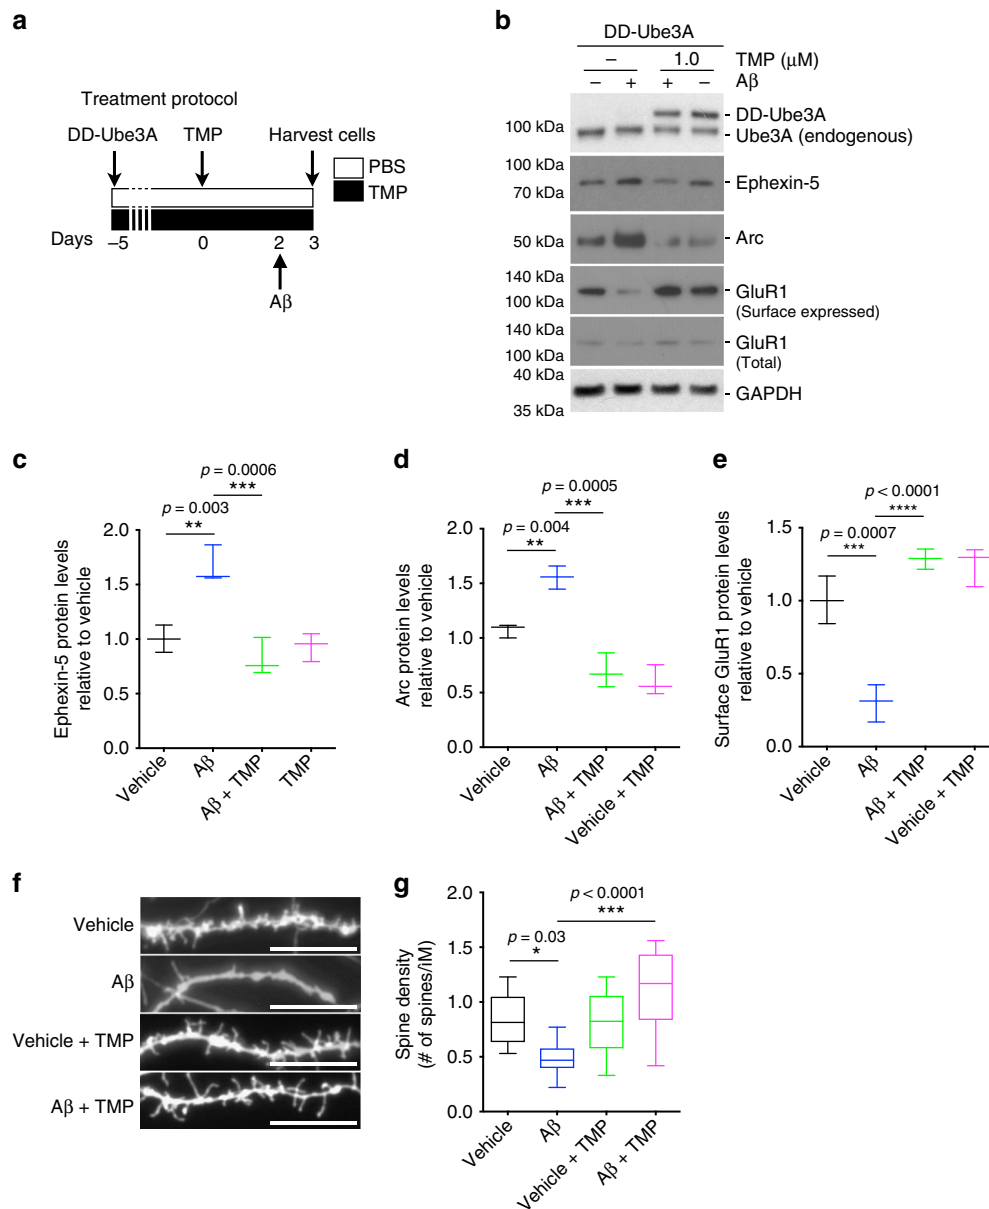 a
Treatment protocol
DD-Ube3A TMP Harvest cells
PBS
TMP
Days –5 0 2 3
Aβ
b
DD-Ube3A
– 1.0 TMP (μM)
– + + – Aβ
DD-Ube3A
100 kDa Ube3A (endogenous)
100 kDa
70 kDa
Ephexin-5
50 kDa Arc
140 kDa
100 kDa
GluR1
(Surface expressed)
140 kDa
100 kDa
GluR1
(Total)
40 kDa
35 kDa
GAPDH
c
p = 0.0006
***
p = 0.003
**
Ephexin-5 protein levels
relative to vehicle
2.0
1.5
1.0
0.5
0.0
Vehicle
Aβ
Aβ + TMP
TMP
d
p = 0.0005
***
p = 0.004
**
Arc protein levels
relative to vehicle
2.0
1.5
1.0
0.5
0.0
Vehicle
Aβ
Aβ + TMP
Vehicle + TMP
e
p < 0.0001
****
p = 0.0007
***
Surface GluR1 protein levels
relative to vehicle
1.5
1.0
0.5
0.0
Vehicle
Aβ
Aβ + TMP
Vehicle + TMP
f
Vehicle
Aβ
Vehicle + TMP
Aβ + TMP
g
p < 0.0001
***
p = 0.03
*
Spine density
(# of spines/iM)
2.0
1.5
1.0
0.5
0.0
Vehicle
Aβ
Vehicle + TMP
Aβ + TMP